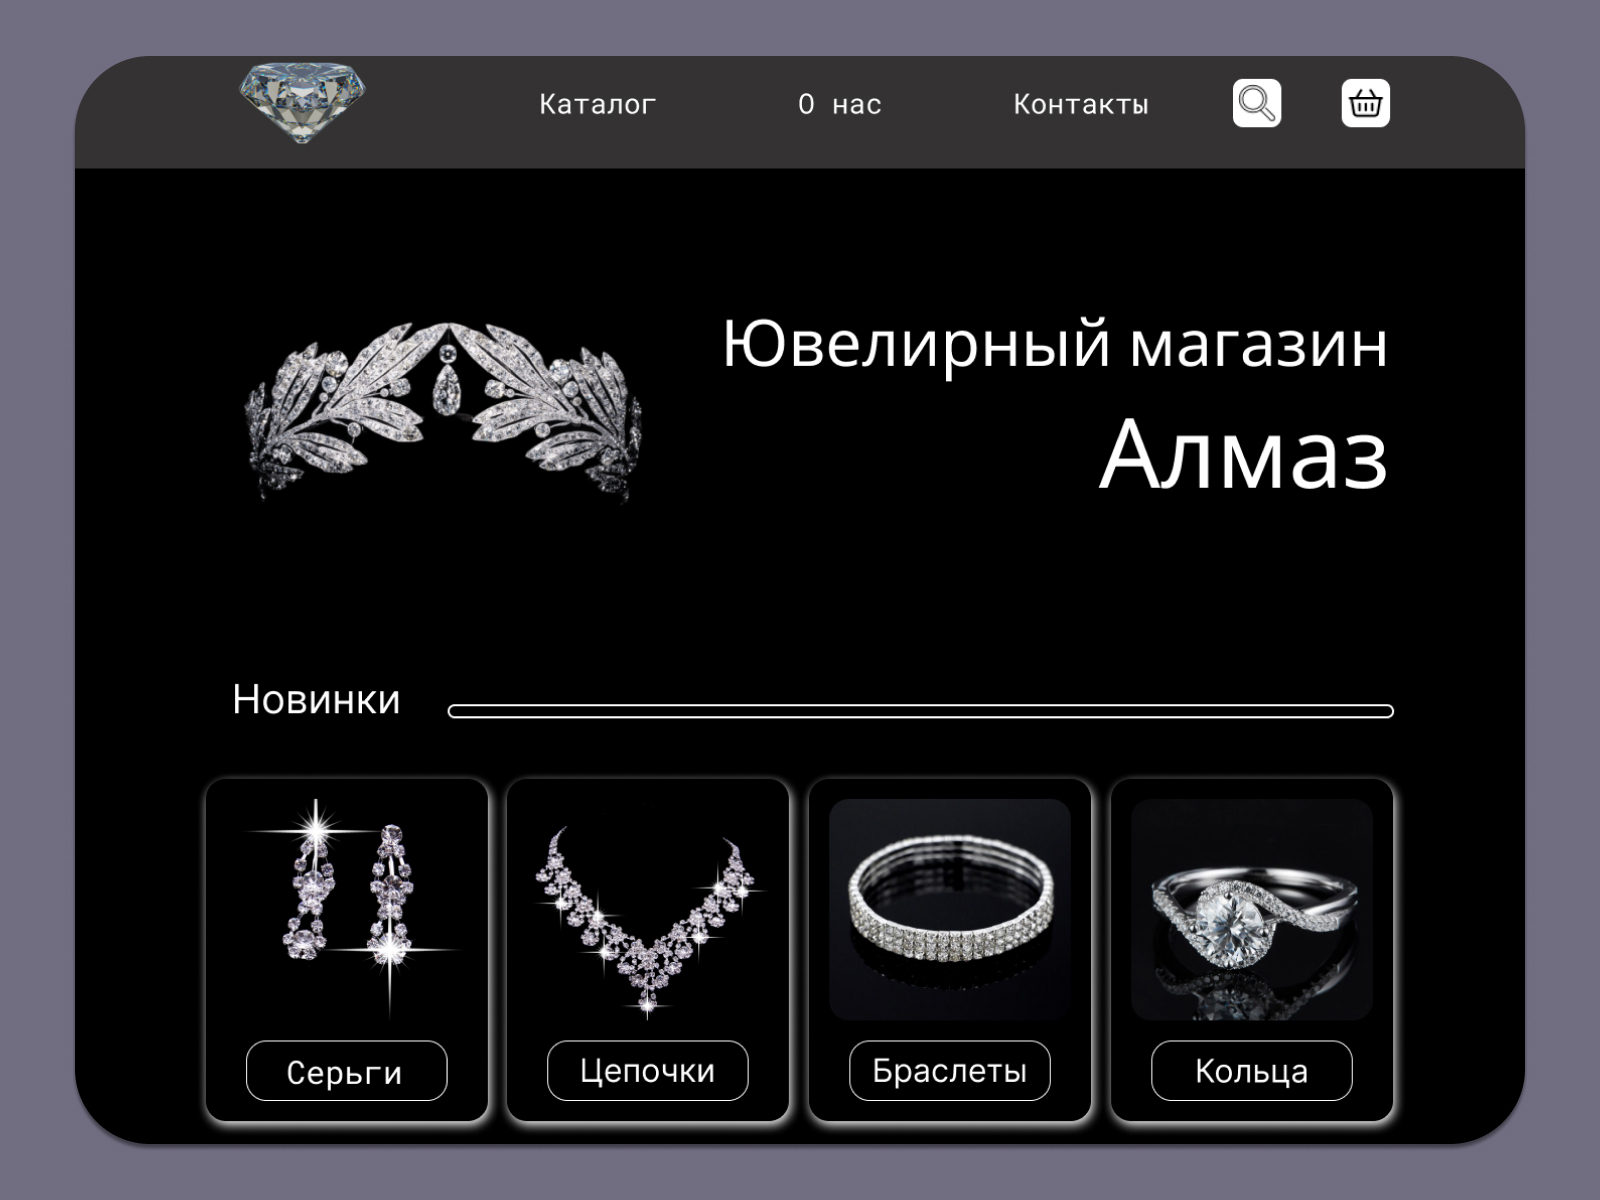 Каталог
О нас
Контакты
Ювелирный магазин
Алмаз
Новинки
Серьги
Цепочки
Браслеты
Кольца